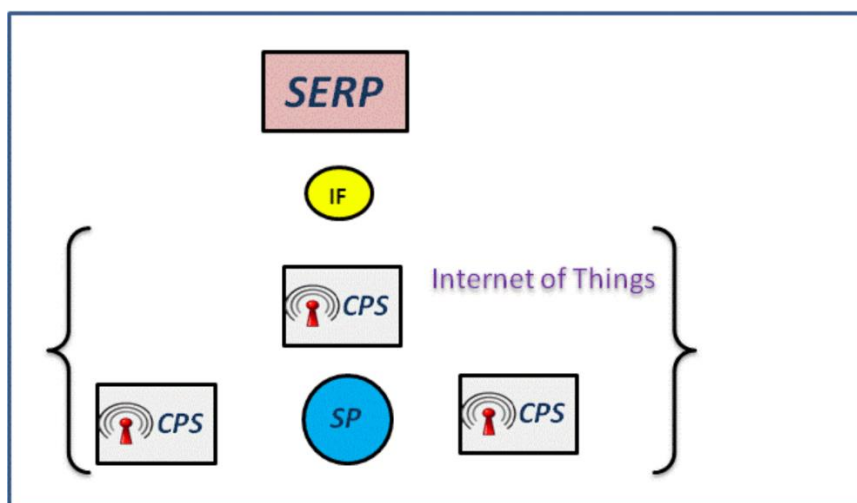 SERP
IF
Internet of Things
CPS
CPS
SP
CPS